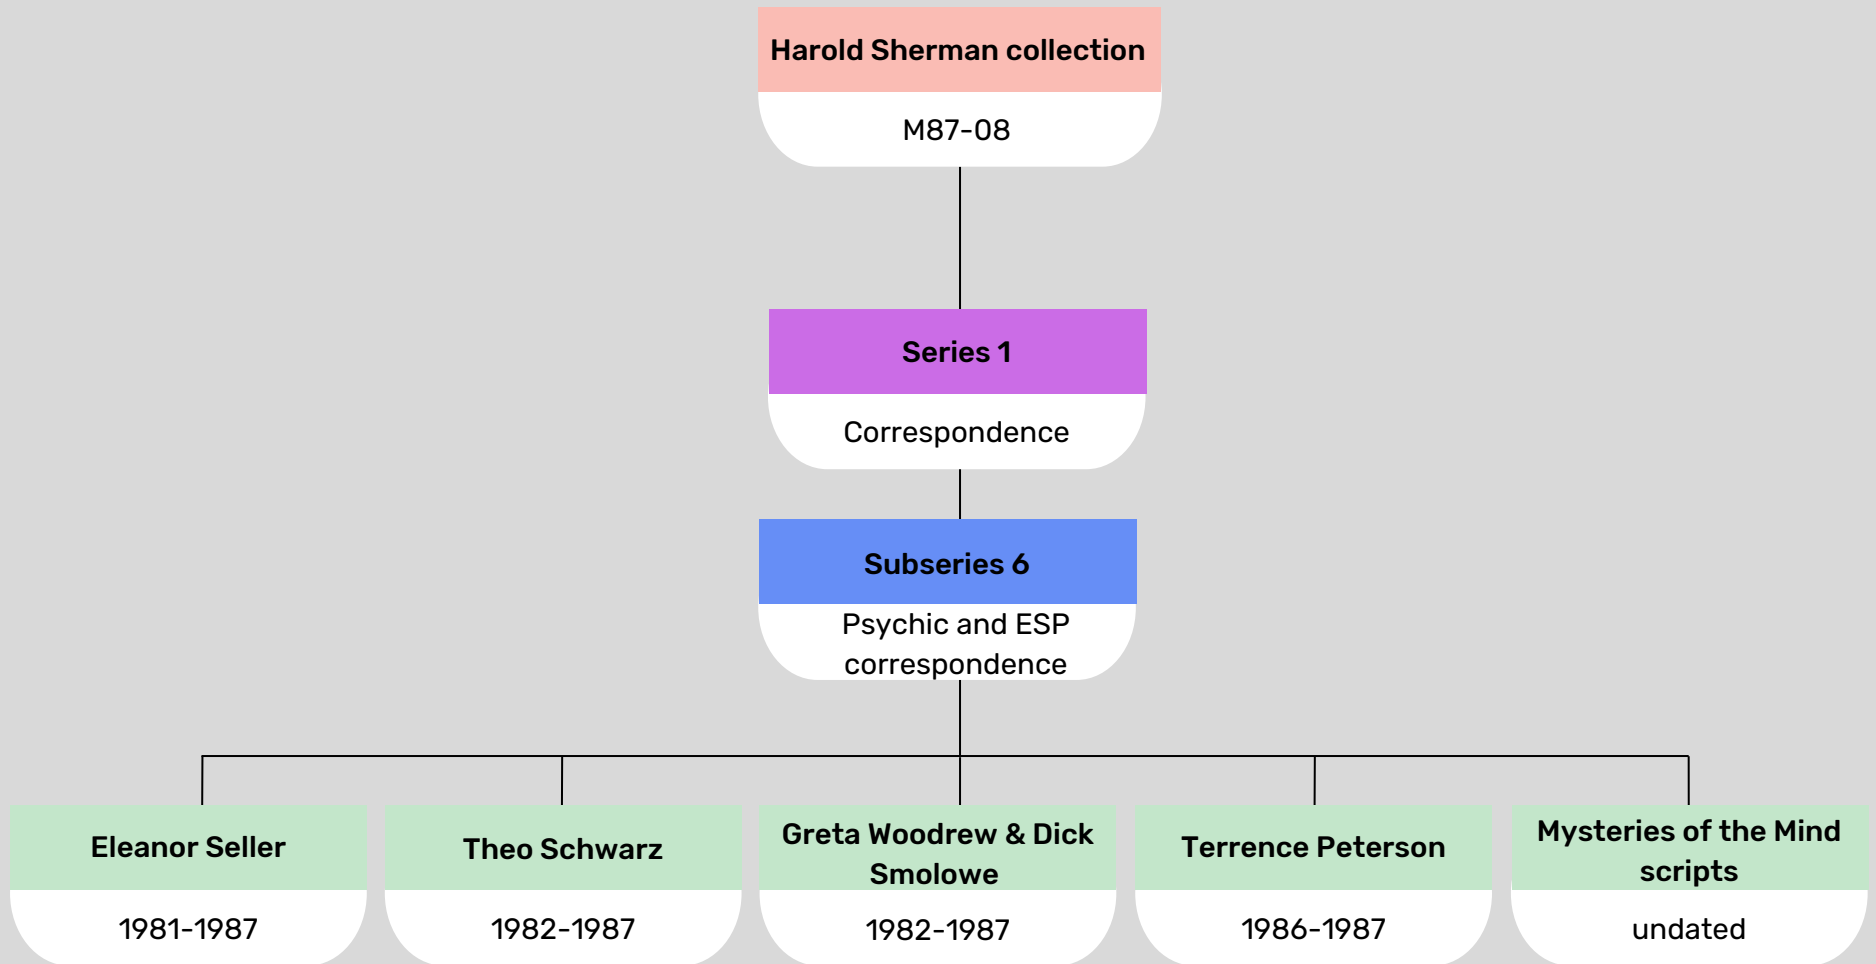 Harold Sherman collection
M87-08
Series 1
Correspondence
Subseries 6
Psychic and ESP
correspondence
Eleanor Seller
1981-1987
Theo Schwarz
1982-1987
Greta Woodrew & Dick
Smolowe
1982-1987
Terrence Peterson
1986-1987
Mysteries of the Mind
scripts
undated